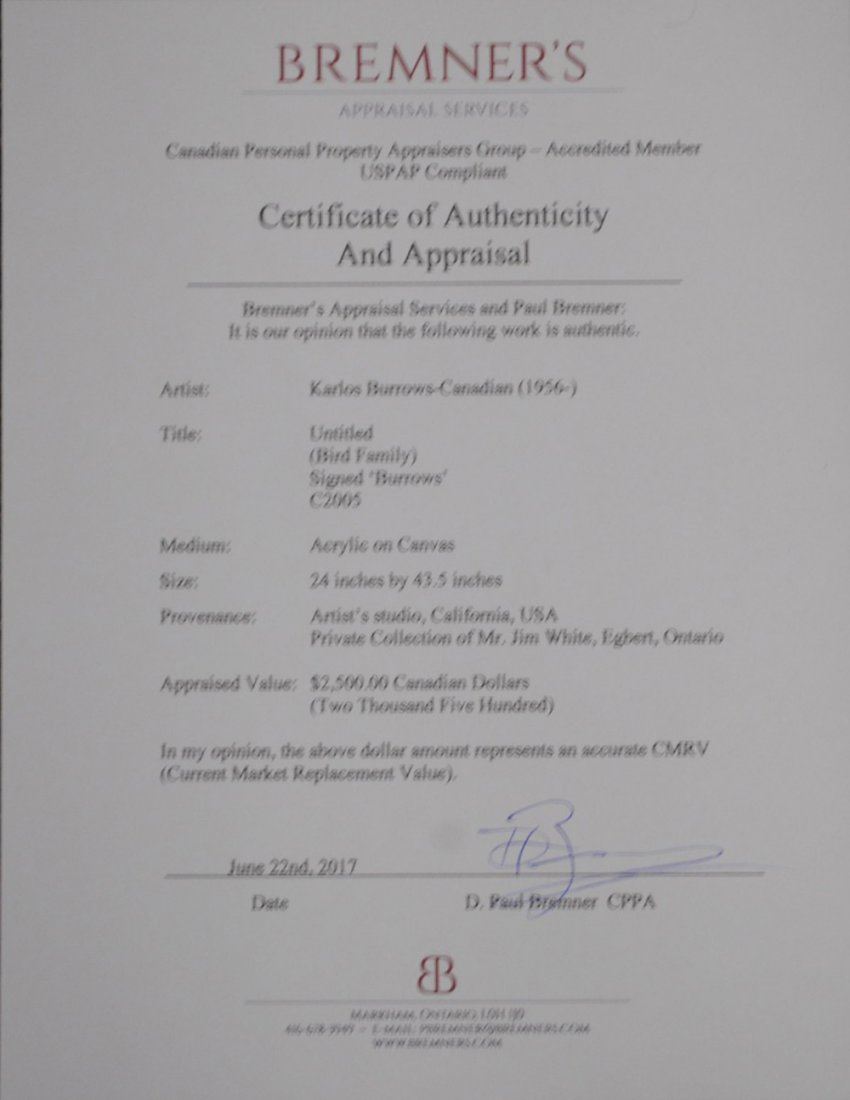 BREMNER'S
APPRAISAL SERVICES
Canadian Personal Property Appraisers Group – Accredited Member
USPAP Compliant
Certificate of Authenticity
And Appraisal
Bremner's Appraisal Services and Paul Bremner:
It is our opinion that the following work is authentic.
Artist: Karlos Burrows-Canadian (1956-)
Title: Untitled
(Bird Family)
Signed 'Burrows'
C2005
Medium: Acrylic on Canvas
Size: 24 inches by 43.5 inches
Provenance: Artist's studio, California, USA
Private Collection of Mr. Jim White, Egbert, Ontario
Appraised Value: $2,500.00 Canadian Dollars
(Two Thousand Five Hundred)
In my opinion, the above dollar amount represents an accurate CMRV
(Current Market Replacement Value).
June 22nd, 2017
Date D. Paul Bremner CPPA
MARKHAM, ONTARIO
E-MAIL:
WWW.BREMNERS.COM